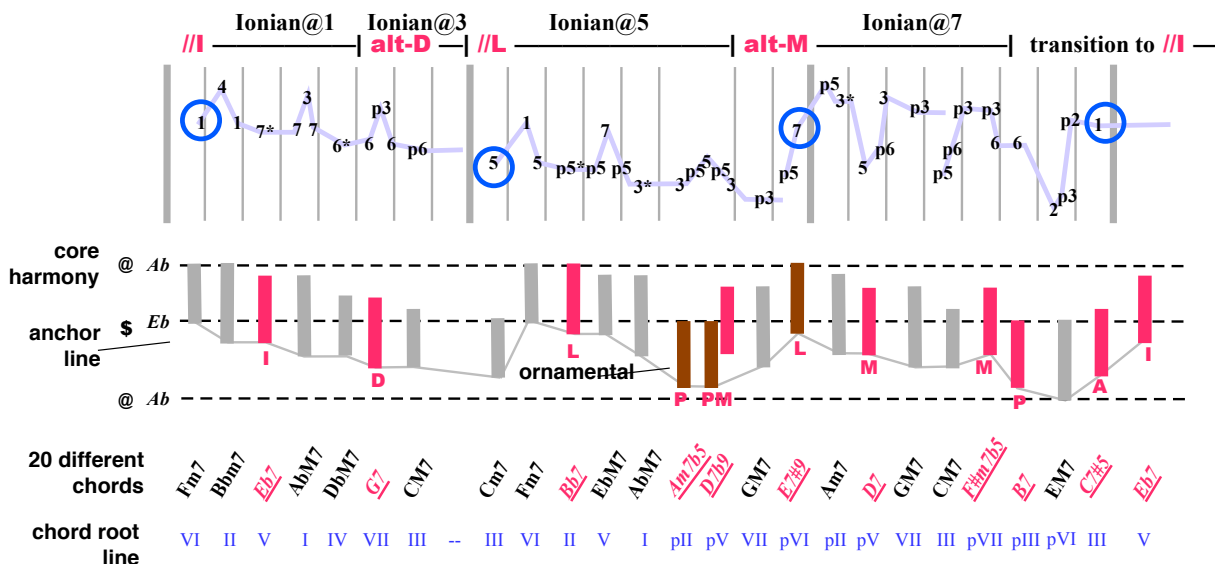 Ionian@1 Ionian@3 Ionian@5 Ionian@7
//I alt-D //L alt-M transition to //I
1 4 1 7* 7 3 7 6* 6 p3 6 p6 5 1 5 p5* p5 7 p5 3* 3 p5 5 p5 3 p3 p5 7 p5 3* 5 p6 3 p3 p5 p6 p3 p3 6 6 2 p3 p2 1
core harmony @ Ab
anchor line $ Eb
ornamental
@ Ab
I D L P PM L M M P A I
20 different chords
Fm7 Bbm7 Eb7 AbM7 DbM7 G7 CM7 Cm7 Fm7 Bb7 EbM7 AbM7 Am7b5 D7b9 GM7 E7#9 Am7 D7 GM7 CM7 F#m7b5 B7 EM7 C7#5 Eb7
chord root line
VI II V I IV VII III -- III VI II V I pII pV VII pVI pII pV VII III pVII pIII pVI III V